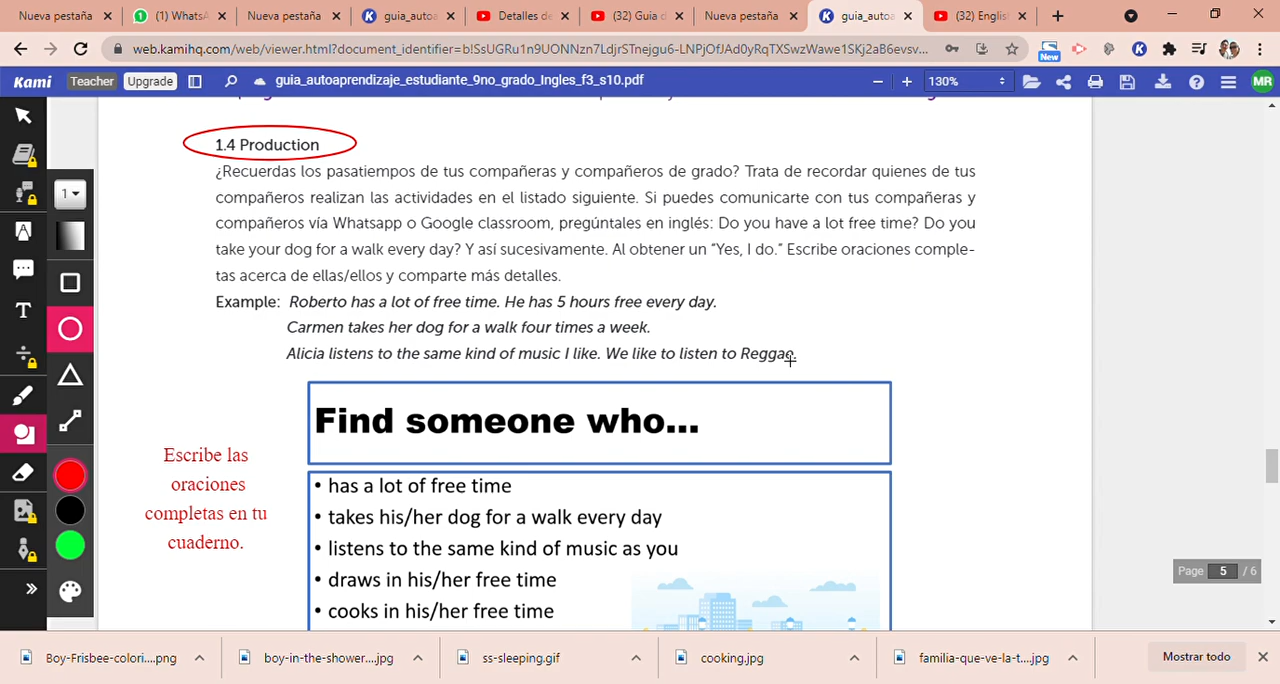 Nueva pestaña
(1) WhatsA
Nueva pestaña
guia_autoa
Detalles de
(32) Guia d
Nueva pestaña
guia_autoa
(32) Englis
web.kamihq.com/web/viewer.html?document_identifier=
New
Kami Teacher Upgrade guia_autoaprendizaje_estudiante_9no_grado_Ingles_f3_s10.pdf 130% MR
1.4 Production
¿Recuerdas los pasatiempos de tus compañeras y compañeros de grado? Trata de recordar quienes de tus
compañeros realizan las actividades en el listado siguiente. Si puedes comunicarte con tus compañeras y
compañeros vía Whatsapp o Google classroom, pregúntales en inglés: Do you have a lot free time? Do you
take your dog for a walk every day? Y así sucesivamente. Al obtener un "Yes, I do." Escribe oraciones comple-
tas acerca de ellas/ellos y comparte más detalles.
Example: Roberto has a lot of free time. He has 5 hours free every day.
Carmen takes her dog for a walk four times a week.
Alicia listens to the same kind of music I like. We like to listen to Reggae.
Find someone who...
Escribe las
oraciones
completas en tu
cuaderno.
• has a lot of free time
• takes his/her dog for a walk every day
• listens to the same kind of music as you
• draws in his/her free time
• cooks in his/her free time
1
T
Page 5 / 6
Boy-Frisbee-colori....png
boy-in-the-shower....jpg
ss-sleeping.gif
cooking.jpg
familia-que-ve-la-t....jpg
Mostrar todo